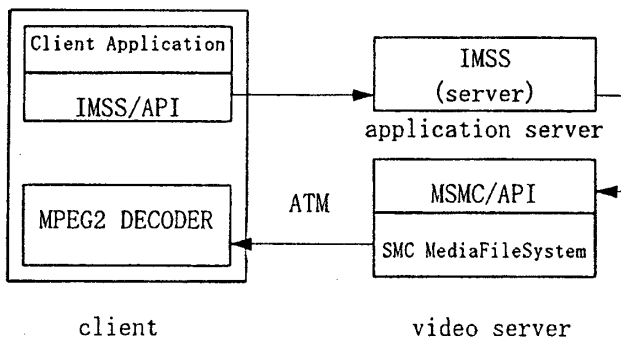 Client Application
IMSS/API
IMSS
(server)
application server
MPEG2 DECODER
ATM
MSMC/API
SMC MediaFileSystem
client
video server